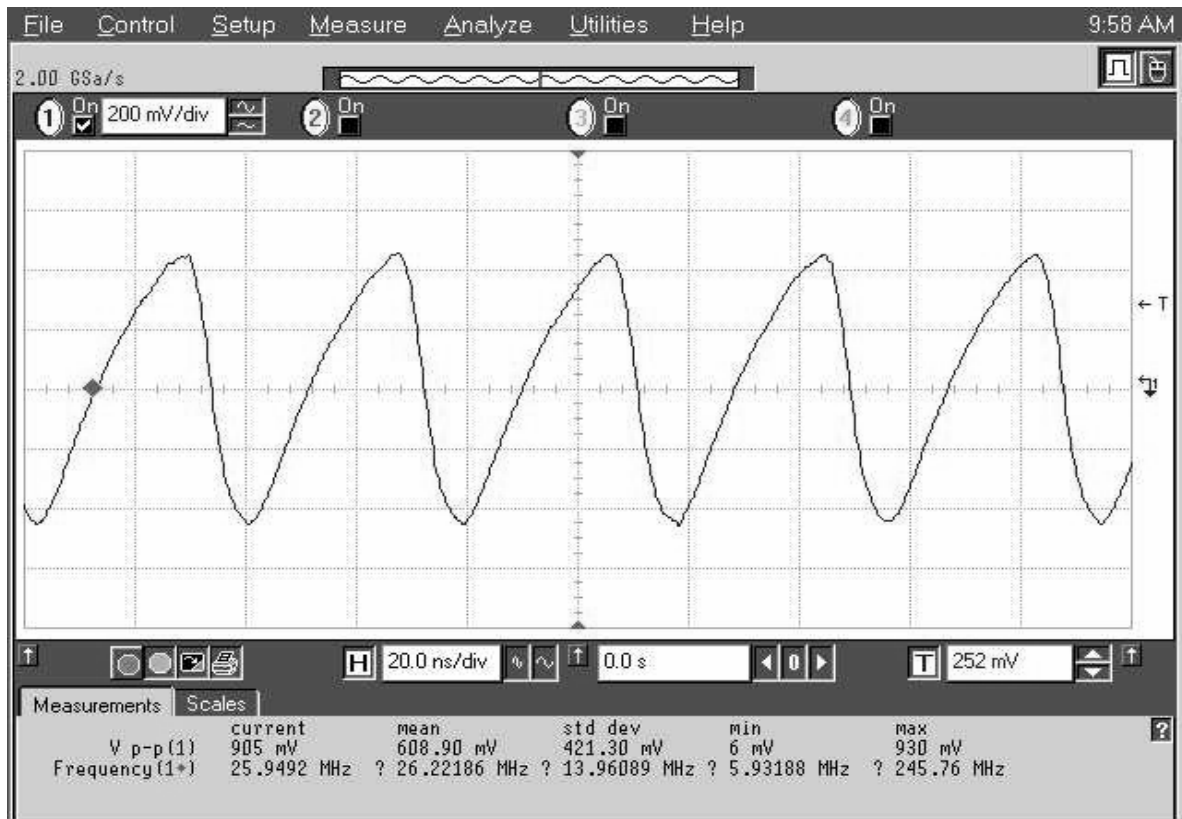 File Control Setup Measure Analyze Utilities Help 9:58 AM
2.00 GSa/s
1 On 200 mV/div 2 On 3 On 4 On
T
H 20.0 ns/div 0.0 s 0 T 252 mV
Measurements Scales
current mean std dev min max
V p-p(1) 905 mV 608.90 mV 421.30 mV 6 mV 930 mV
Frequency(1+) 25.9492 MHz ? 26.22186 MHz ? 13.96089 MHz ? 5.93188 MHz ? 245.76 MHz
?